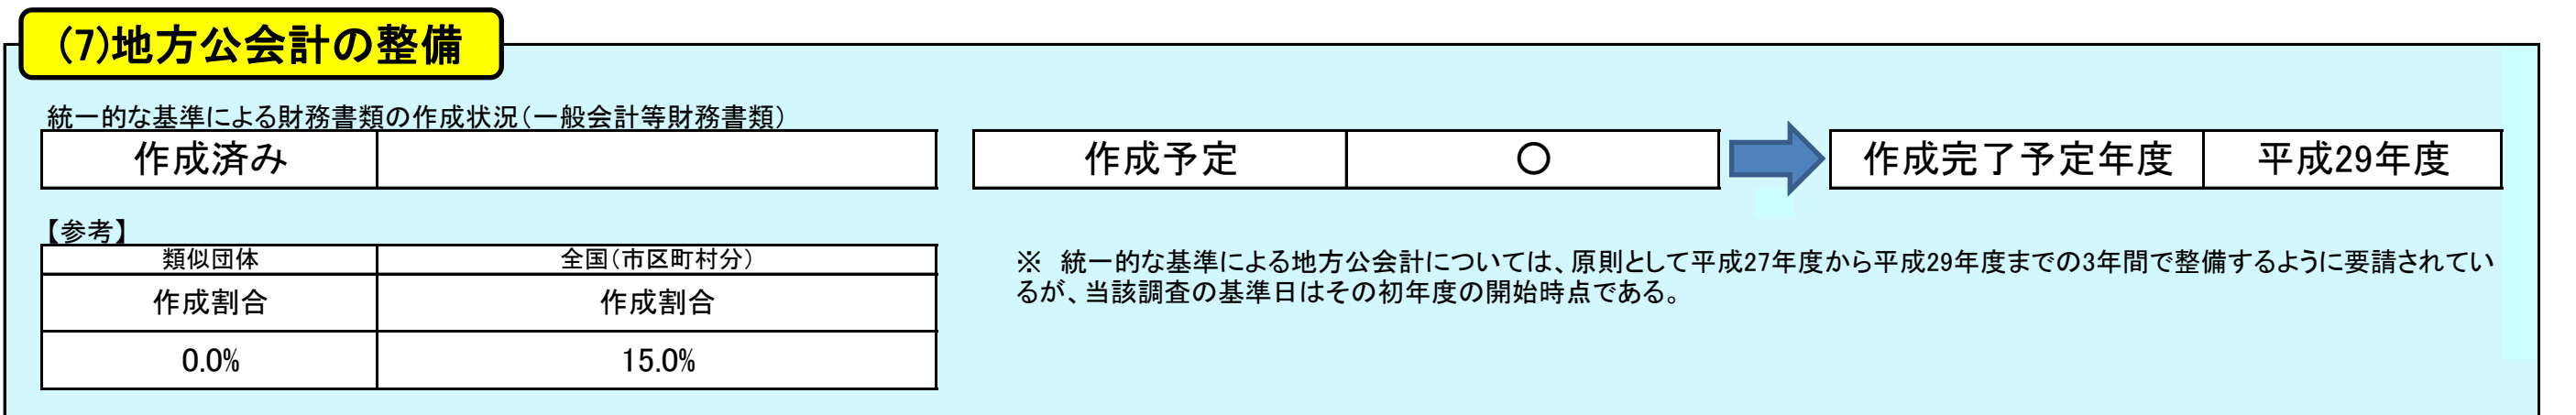 (7)地方公会計の整備
統一的な基準による財務書類の作成状況(一般会計等財務書類)
作成済み
作成予定 〇
作成完了予定年度 平成29年度
【参考】
類似団体 全国(市区町村分)
作成割合 作成割合
0.0% 15.0%
※ 統一的な基準による地方公会計については、原則として平成27年度から平成29年度までの3年間で整備するように要請されてい
るが、当該調査の基準日はその初年度の開始時点である。